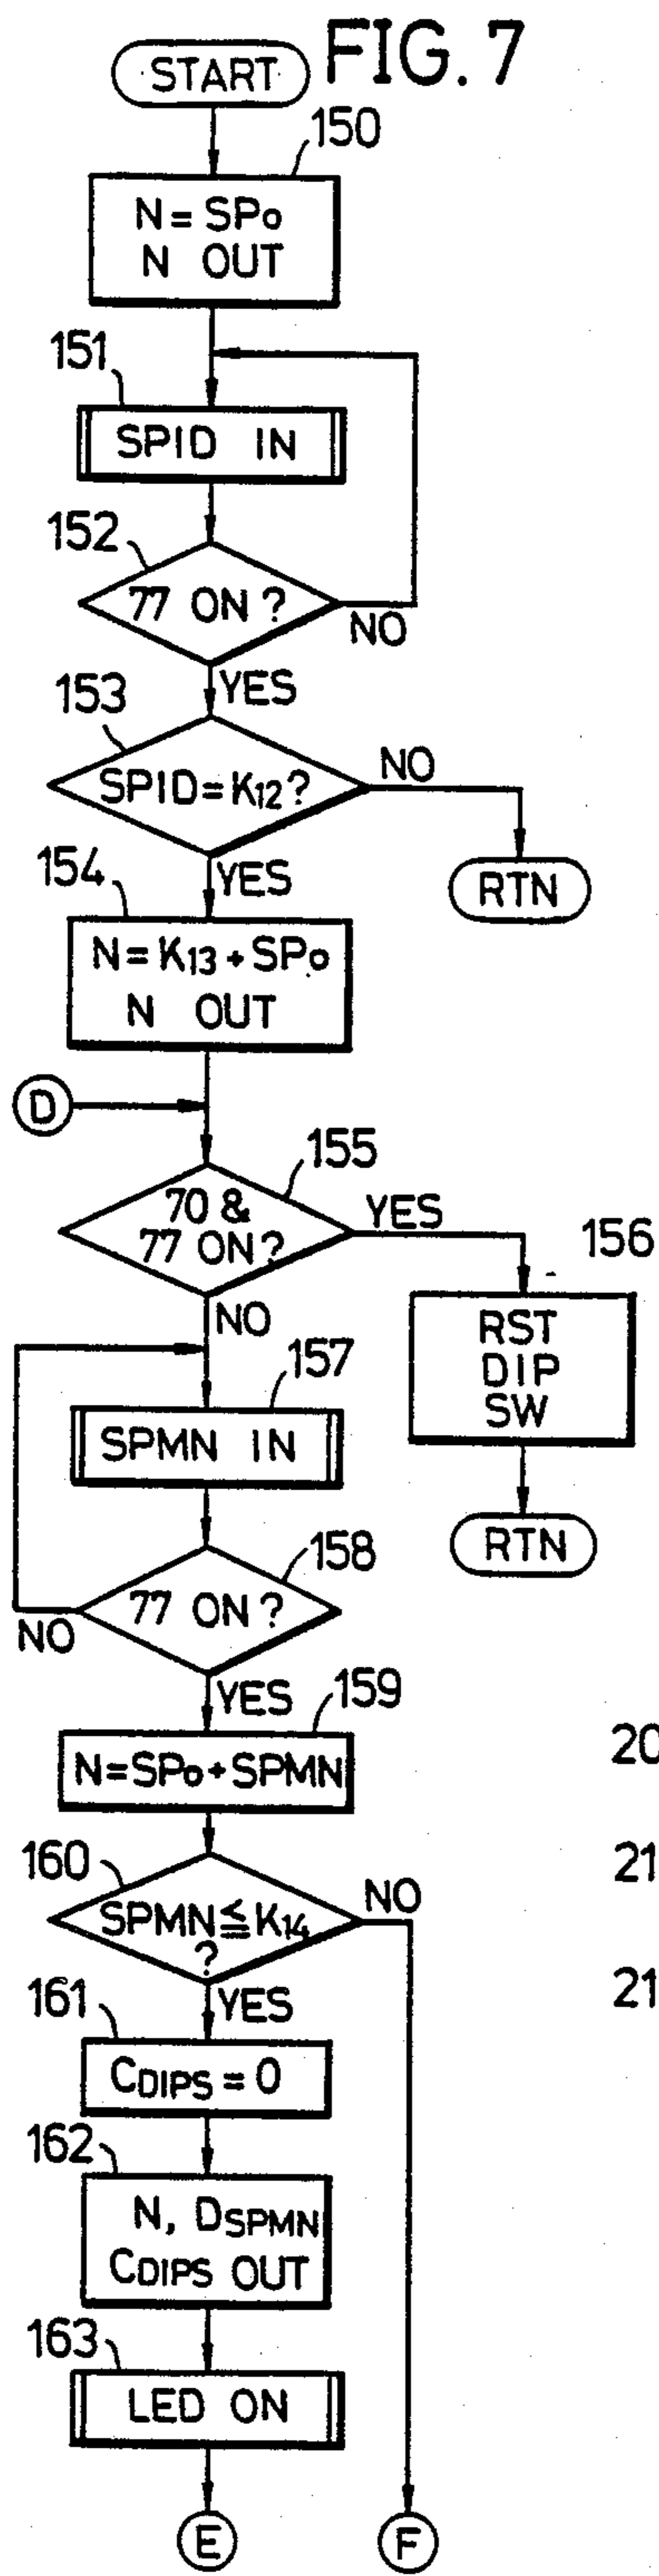 FIG. 7
START
150
N = SPo
N OUT
151
SPID IN
152
77 ON ?
NO
YES
153
SPID = K12 ?
NO
RTN
YES
154
N = K13 + SPo
N OUT
D
155
70 &
77 ON ?
YES
156
RST
DIP
SW
RTN
NO
157
SPMN IN
158
77 ON ?
NO
YES
159
N = SPo + SPMN
20
160
SPMN ≦ K14
?
NO
21
YES
161
CDIPS = 0
21
162
N, DSPMN
CDIPS OUT
163
LED ON
E
F